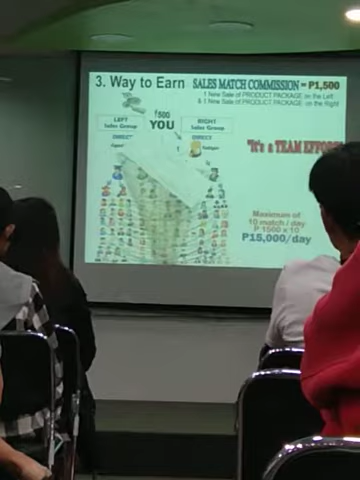 3. Way to Earn SALES MATCH COMMISSION = P1,500
1 New Sale of PRODUCT PACKAGE on the Left
& 1 New Sale of PRODUCT PACKAGE on the Right
LEFT
Sales Group
DIRECT
₱500
YOU
RIGHT
Sales Group
DIRECT
"It's a TEAM EFFORT
Maximum of
10 match / day
P 1500 x 10
P15,000/day